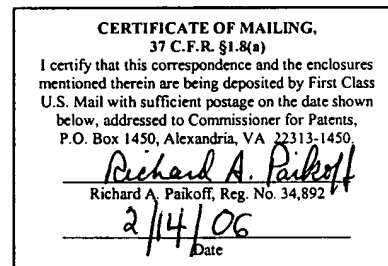 CERTIFICATE OF MAILING,
37 C.F.R. §1.8(a)
I certify that this correspondence and the enclosures
mentioned therein are being deposited by First Class
U.S. Mail with sufficient postage on the date shown
below, addressed to Commissioner for Patents,
P.O. Box 1450, Alexandria, VA 22313-1450.
Richard A. Paikoff
Richard A. Paikoff, Reg. No. 34,892
2/14/06
Date